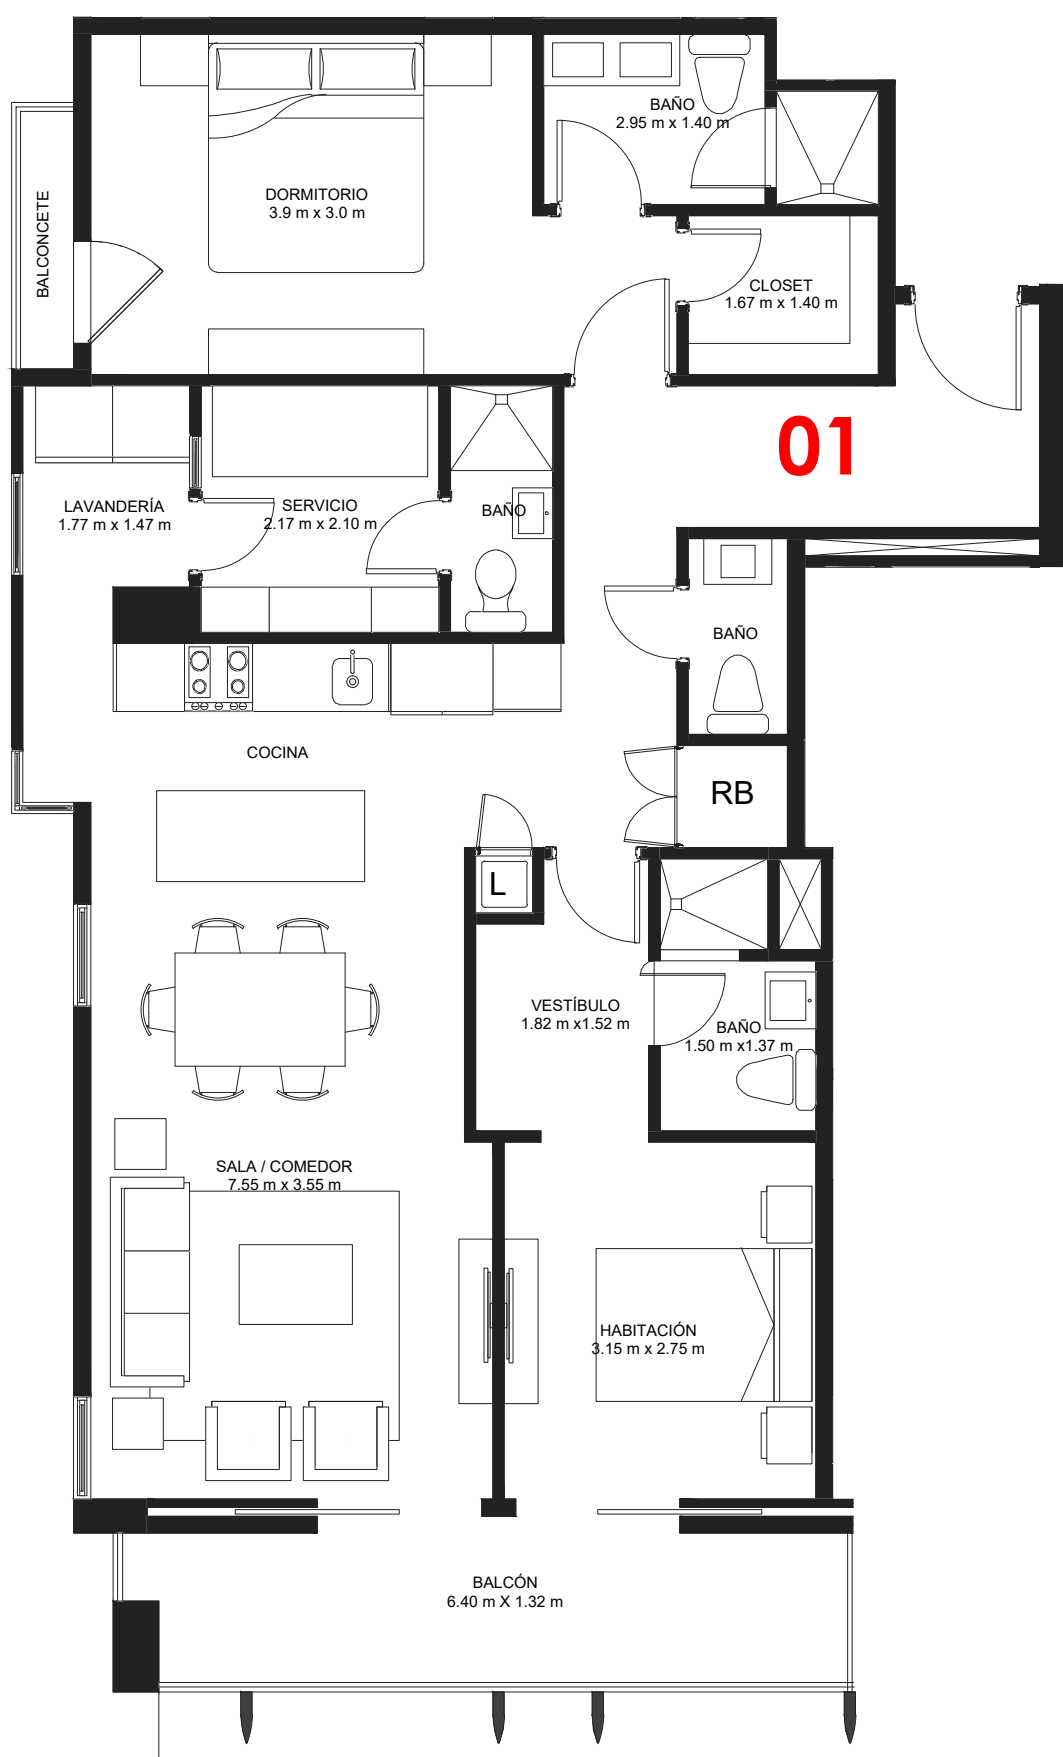 BAÑO
2.95 m x 1.40 m
DORMITORIO
3.9 m x 3.0 m
BALCONCETE
CLOSET
1.67 m x 1.40 m
01
LAVANDERÍA
1.77 m x 1.47 m
SERVICIO
2.17 m x 2.10 m
BAÑO
BAÑO
COCINA
RB
L
VESTÍBULO
1.82 m x1.52 m
BAÑO
1.50 m x1.37 m
SALA / COMEDOR
7.55 m x 3.55 m
HABITACIÓN
3.15 m x 2.75 m
BALCÓN
6.40 m X 1.32 m